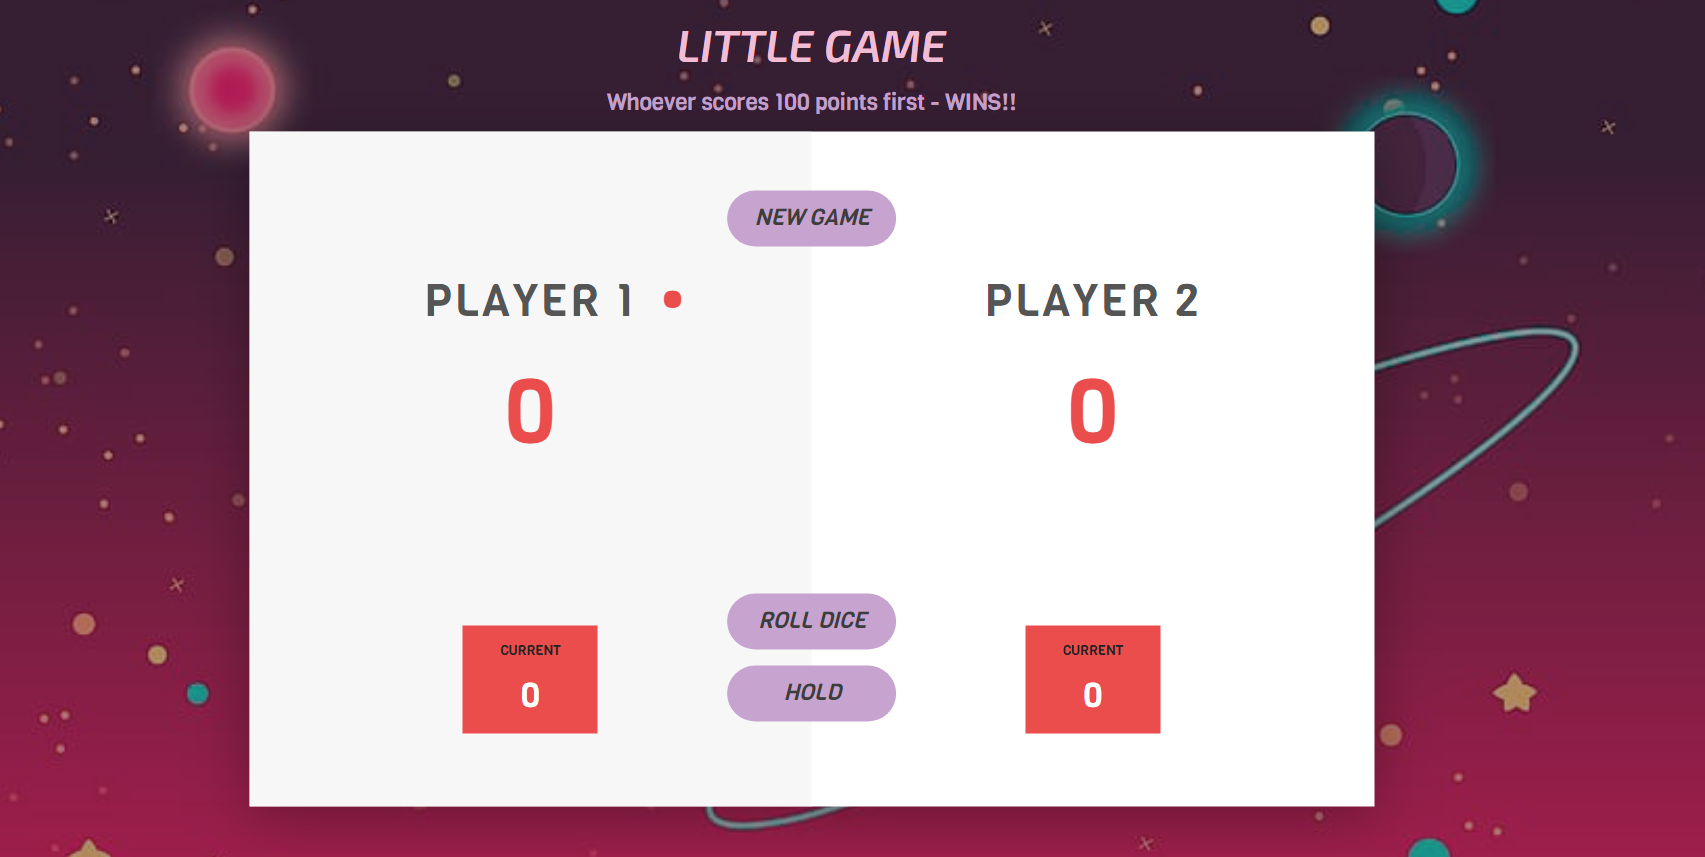 LITTLE GAME
Whoever scores 100 points first - WINS!!
NEW GAME
PLAYER 1
PLAYER 2
0
0
ROLL DICE
CURRENT
0
CURRENT
0
HOLD